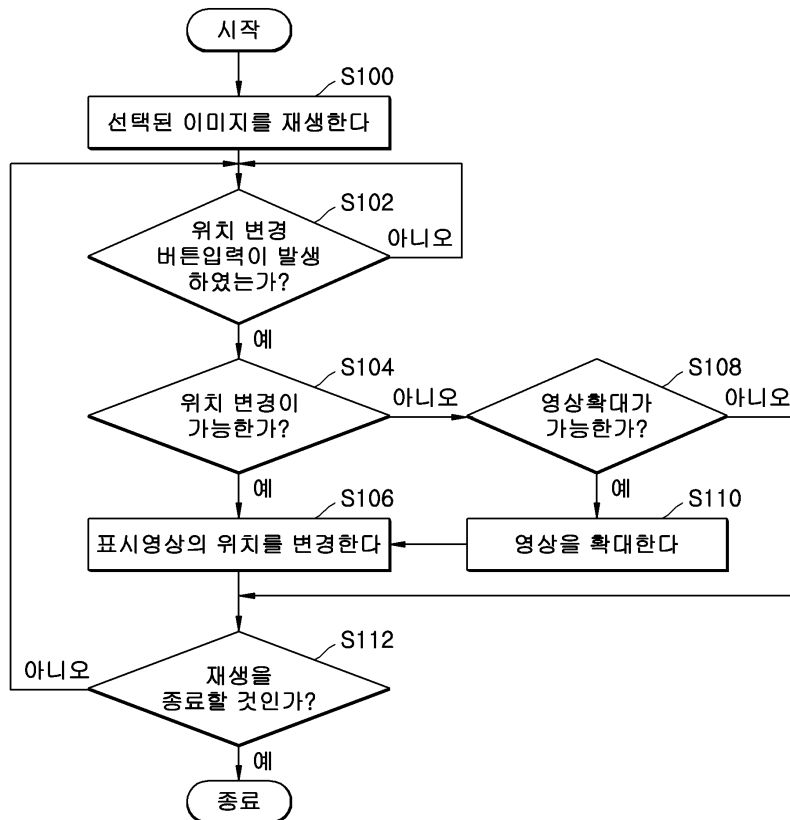 시작
S100
선택된 이미지를 재생한다
S102
위치 변경
버튼입력이 발생
하였는가?
아니오
예
S104
위치 변경이
가능한가?
아니오
S108
영상확대가
가능한가?
아니오
예
예
S106
표시영상의 위치를 변경한다
S110
영상을 확대한다
S112
재생을
종료할 것인가?
아니오
예
종료